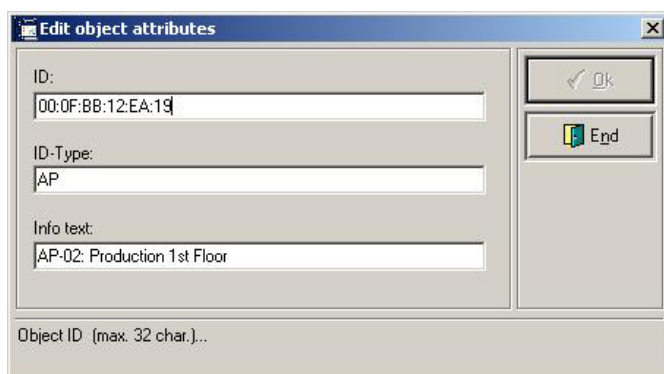 Edit object attributes
ID:
00:0F:BB:12:EA:19
Ok
End
ID-Type:
AP
Info text:
AP-02: Production 1st Floor
Object ID (max. 32 char.)...